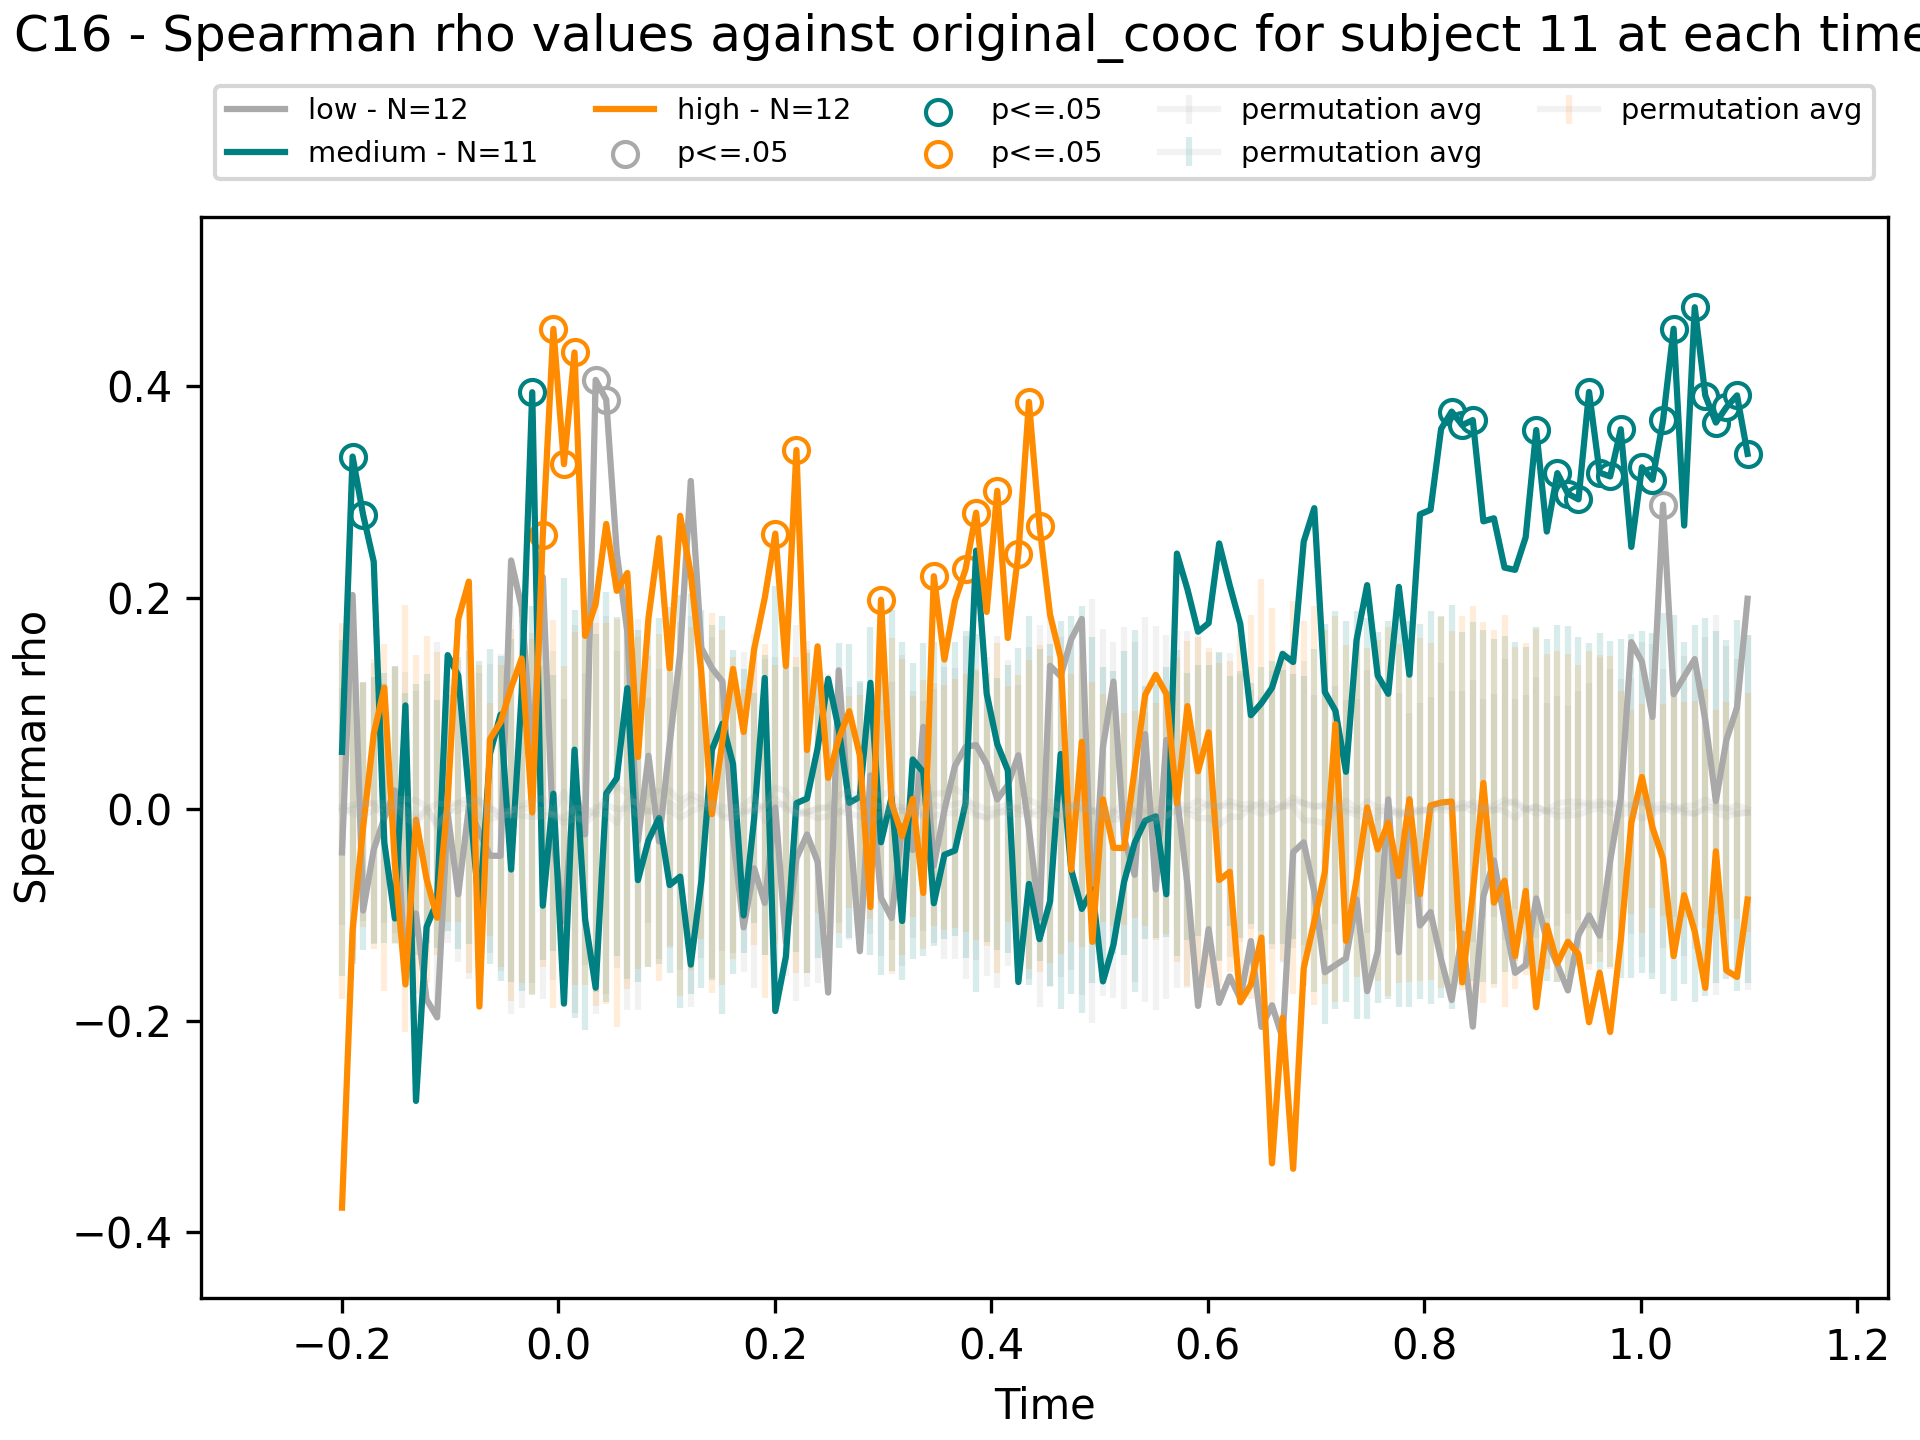 C16 - Spearman rho values against original_cooc for subject 11 at each time
low - N=12
medium - N=11
high - N=12
p<=.05
p<=.05
p<=.05
permutation avg
permutation avg
permutation avg
Spearman rho
0.4
0.2
0.0
−0.2
−0.4
−0.2 0.0 0.2 0.4 0.6 0.8 1.0 1.2
Time